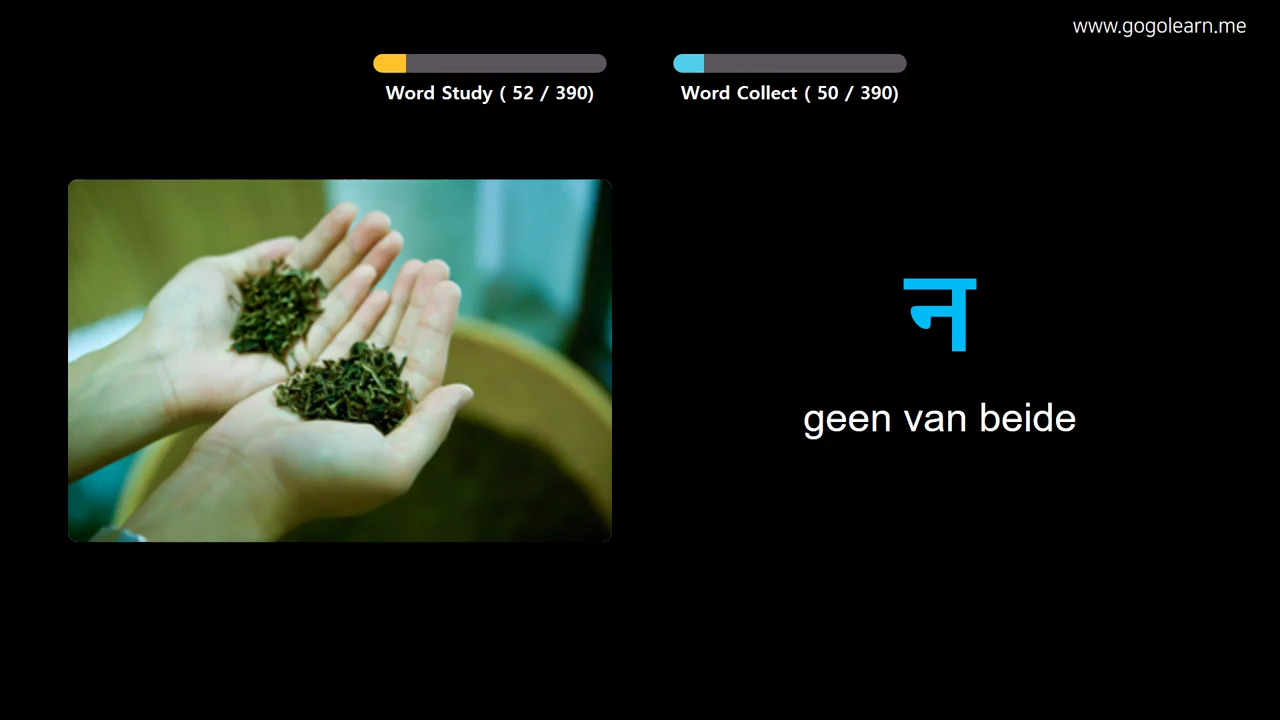 www.gogolearn.me
Word Study ( 52 / 390)
Word Collect ( 50 / 390)
न
geen van beide